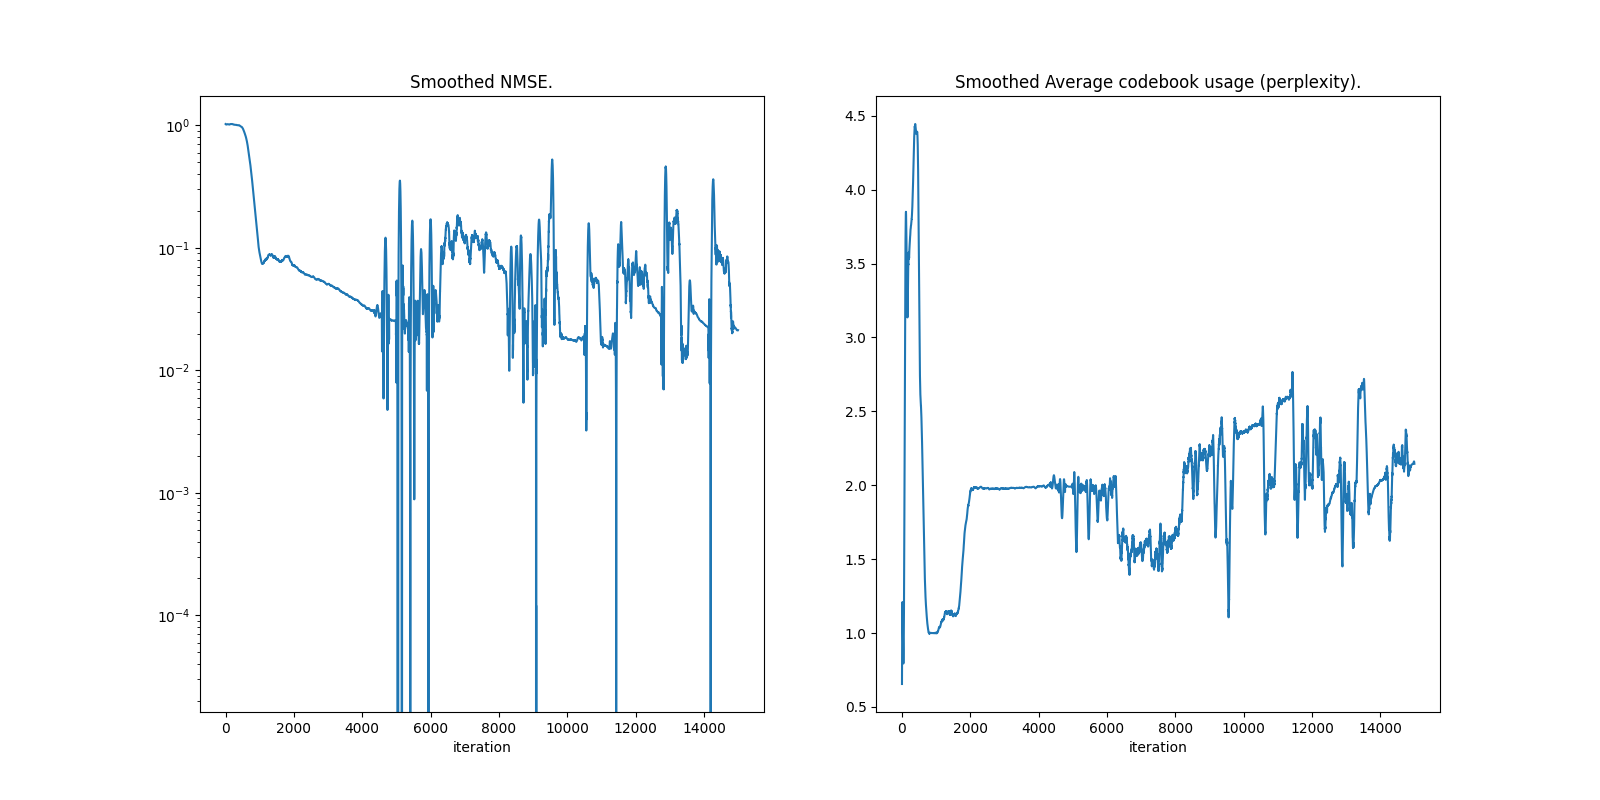 Smoothed NMSE.
10^0
10^-1
10^-2
10^-3
10^-4
0 2000 4000 6000 8000 10000 12000 14000
iteration
Smoothed Average codebook usage (perplexity).
4.5
4.0
3.5
3.0
2.5
2.0
1.5
1.0
0.5
0 2000 4000 6000 8000 10000 12000 14000
iteration